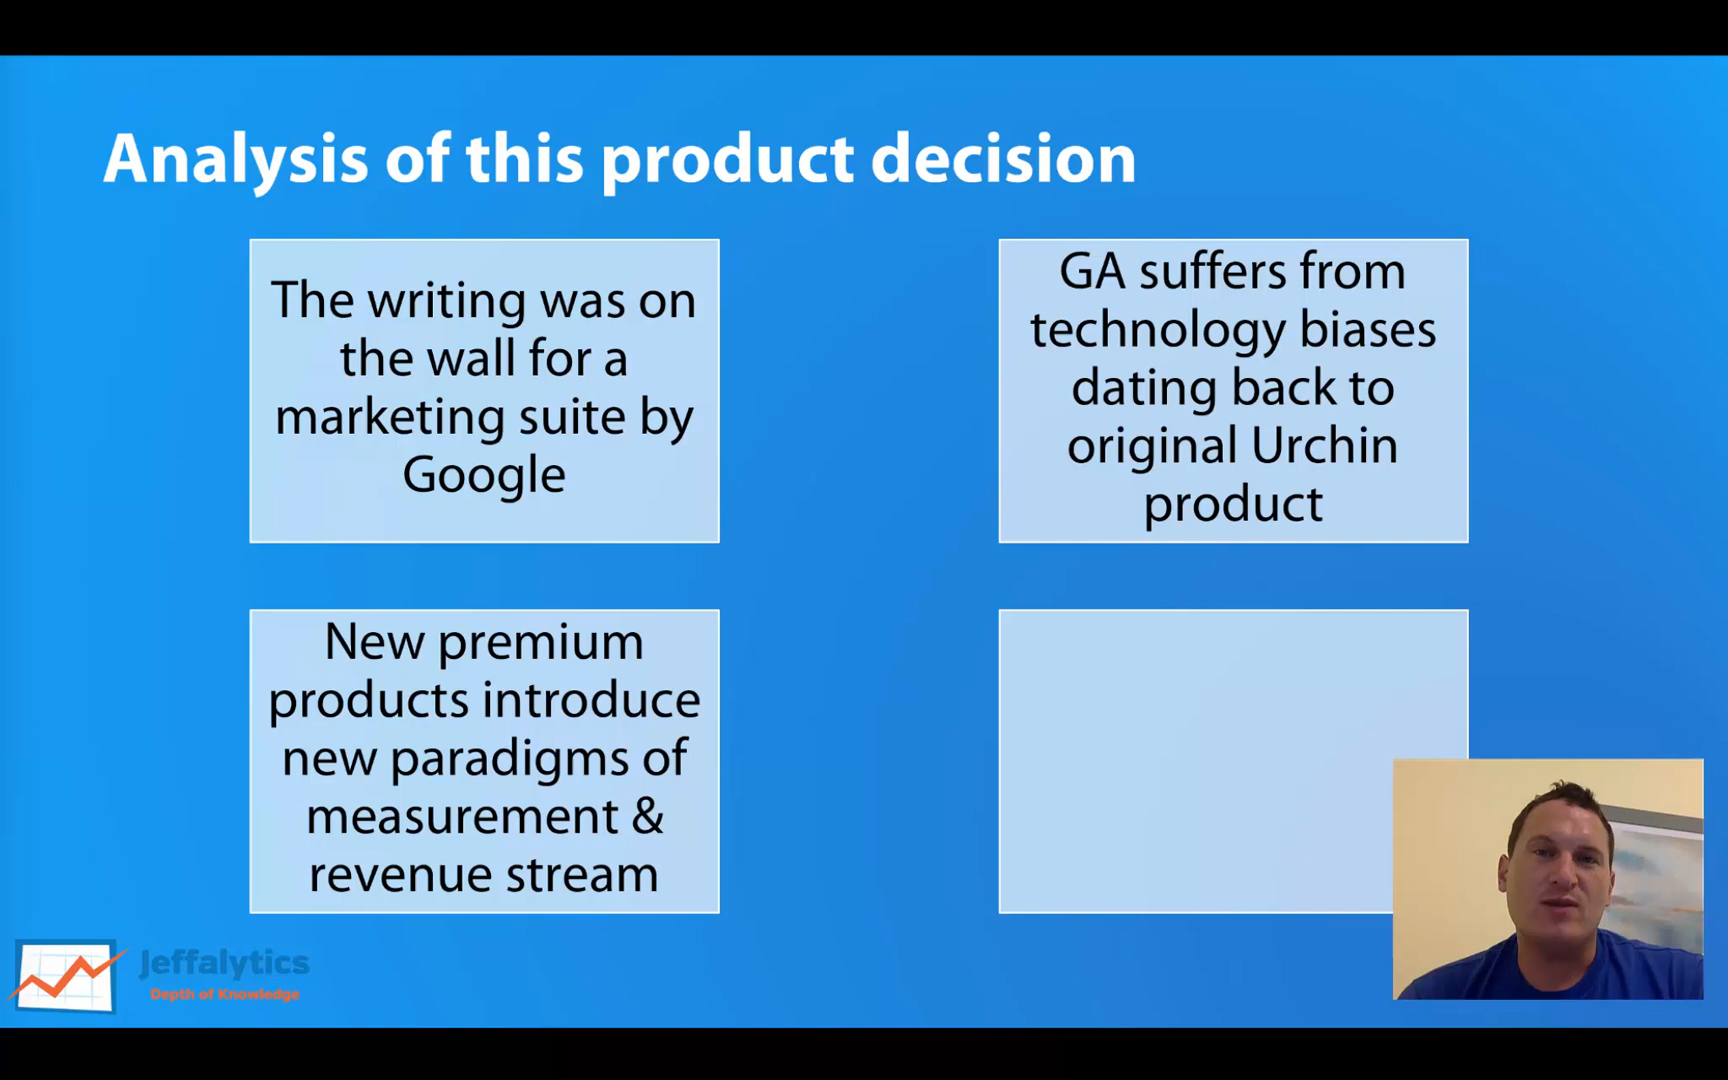 Analysis of this product decision
The writing was on
the wall for a
marketing suite by
Google
GA suffers from
technology biases
dating back to
original Urchin
product
New premium
products introduce
new paradigms of
measurement &
revenue stream
Jeffalytics
Depth of Knowledge